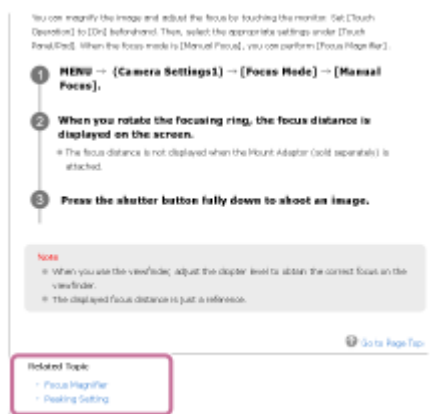 You can magnify the image and adjust the focus by touching the monitor. Set [Touch
Operation] to [On] beforehand. Then, select the appropriate settings under [Touch
Panel/Pad]. When the focus mode is [Manual Focus], you can perform [Focus Magnifier].
1 MENU → (Camera Settings1) → [Focus Mode] → [Manual
Focus].
2 When you rotate the focusing ring, the focus distance is
displayed on the screen.
The focus distance is not displayed when the Mount Adaptor (sold separately) is
attached.
3 Press the shutter button fully down to shoot an image.
Note
When you use the viewfinder, adjust the diopter level to obtain the correct focus on the
viewfinder.
The displayed focus distance is just a reference.
Go to Page Top
Related Topic
Focus Magnifier
Peaking Setting